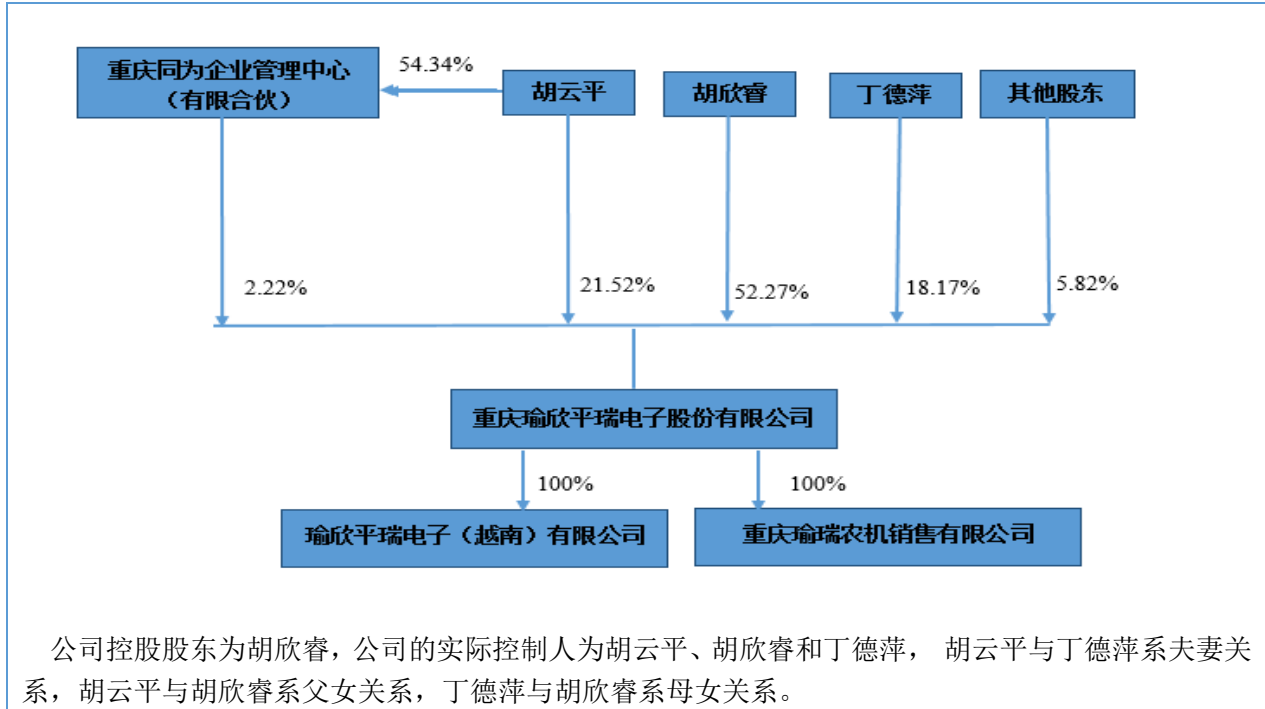 重庆同为企业管理中心
（有限合伙）
54.34%
胡云平
胡欣睿
丁德萍
其他股东
2.22%
21.52%
52.27%
18.17%
5.82%
重庆瑜欣平瑞电子股份有限公司
100%
100%
瑜欣平瑞电子（越南）有限公司
重庆瑜瑞农机销售有限公司
公司控股股东为胡欣睿，公司的实际控制人为胡云平、胡欣睿和丁德萍， 胡云平与丁德萍系夫妻关
系，胡云平与胡欣睿系父女关系，丁德萍与胡欣睿系母女关系。